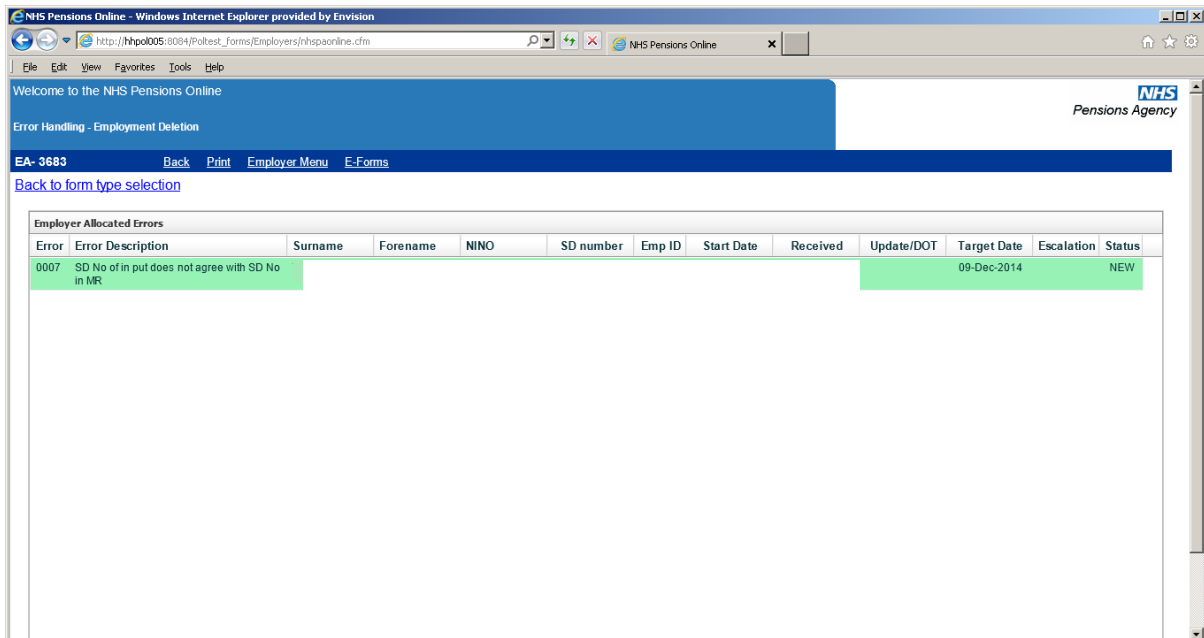 NHS Pensions Online - Windows Internet Explorer provided by Envision
http://hhpol005:8084/Poltest_forms/Employers/nhspaonline.cfm
NHS Pensions Online
File Edit View Favorites Tools Help
Welcome to the NHS Pensions Online
NHS
Pensions Agency
Error Handling - Employment Deletion
EA- 3683 Back Print Employer Menu E-Forms
Back to form type selection
Employer Allocated Errors
Error Error Description Surname Forename NINO SD number Emp ID Start Date Received Update/DOT Target Date Escalation Status
0007 SD No of in put does not agree with SD No 09-Dec-2014 NEW
in MR